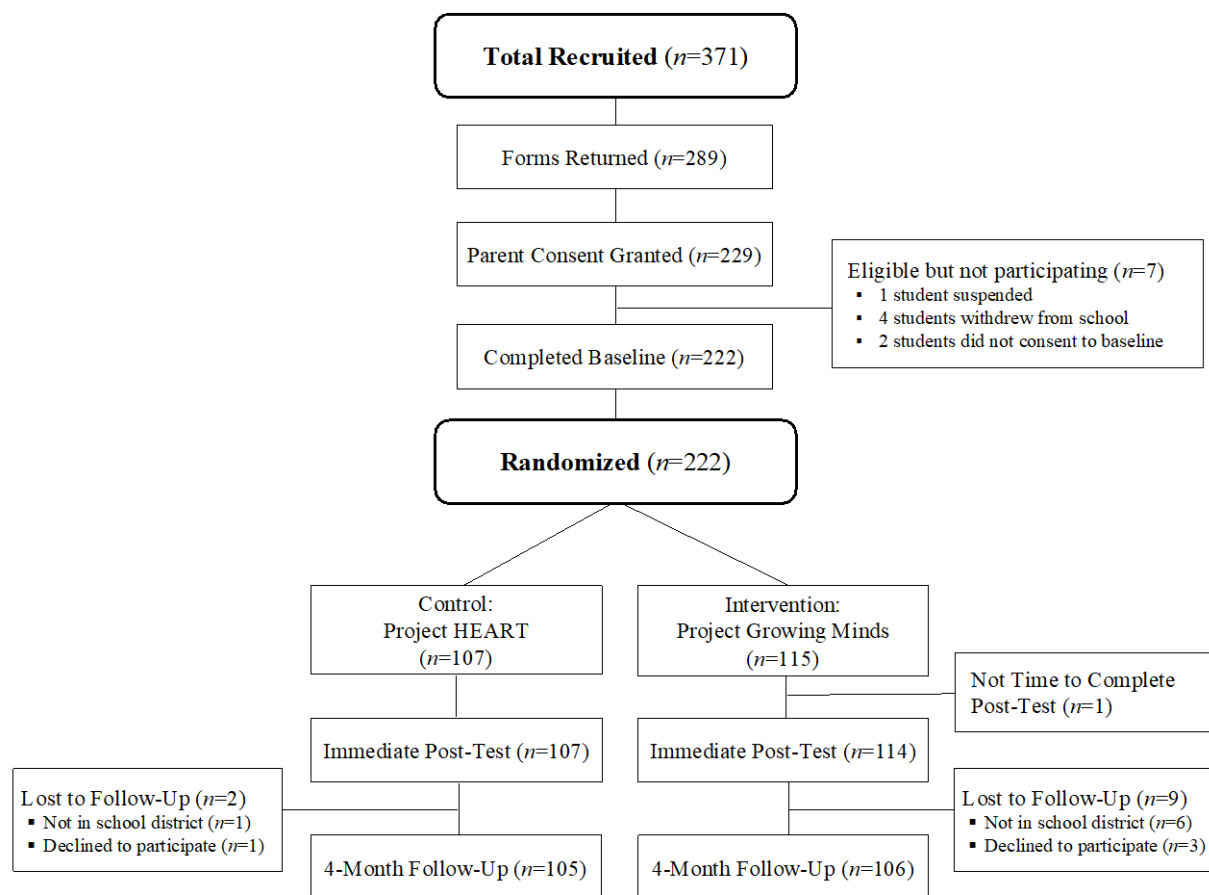 Total Recruited (n=371)
Forms Returned (n=289)
Parent Consent Granted (n=229)
Eligible but not participating (n=7)
▪ 1 student suspended
▪ 4 students withdrew from school
▪ 2 students did not consent to baseline
Completed Baseline (n=222)
Randomized (n=222)
Control:
Project HEART
(n=107)
Intervention:
Project Growing Minds
(n=115)
Not Time to Complete
Post-Test (n=1)
Immediate Post-Test (n=107)
Immediate Post-Test (n=114)
Lost to Follow-Up (n=2)
▪ Not in school district (n=1)
▪ Declined to participate (n=1)
Lost to Follow-Up (n=9)
▪ Not in school district (n=6)
▪ Declined to participate (n=3)
4-Month Follow-Up (n=105)
4-Month Follow-Up (n=106)